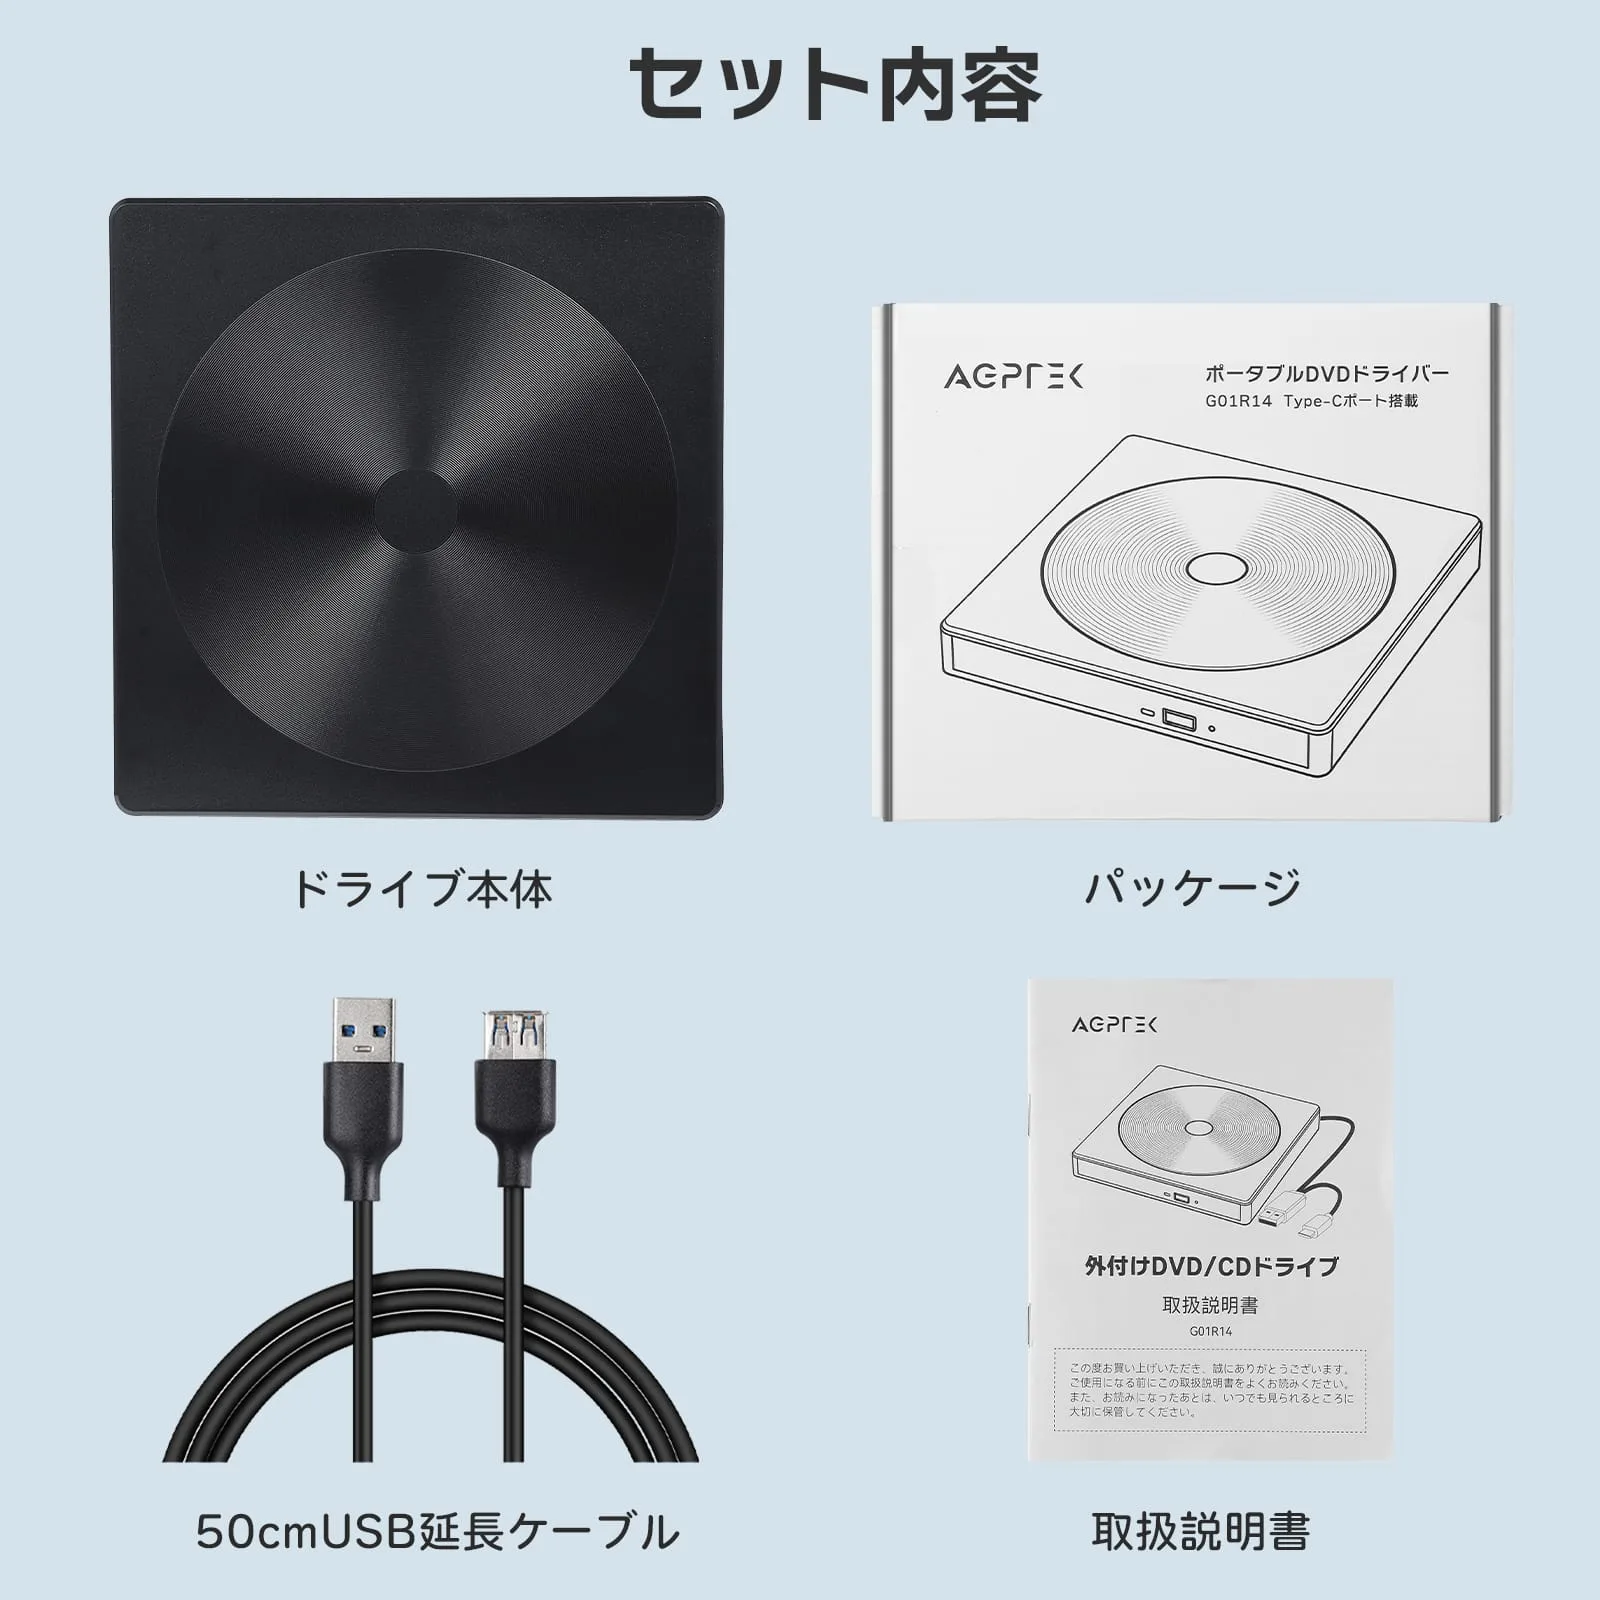 セット内容
AGPTEK
ポータブルDVDドライバー
G01R14 Type-Cポート搭載
ドライブ本体
パッケージ
AGPTEK
外付けDVD/CDドライブ
取扱説明書
G01R14
この度お買い上げいただき、誠にありがとうございます。
ご使用になる前にこの取扱説明書をよくお読みください。
また、お読みになったあとは、いつでも見られるところに
大切に保管してください。
50cmUSB延長ケーブル
取扱説明書